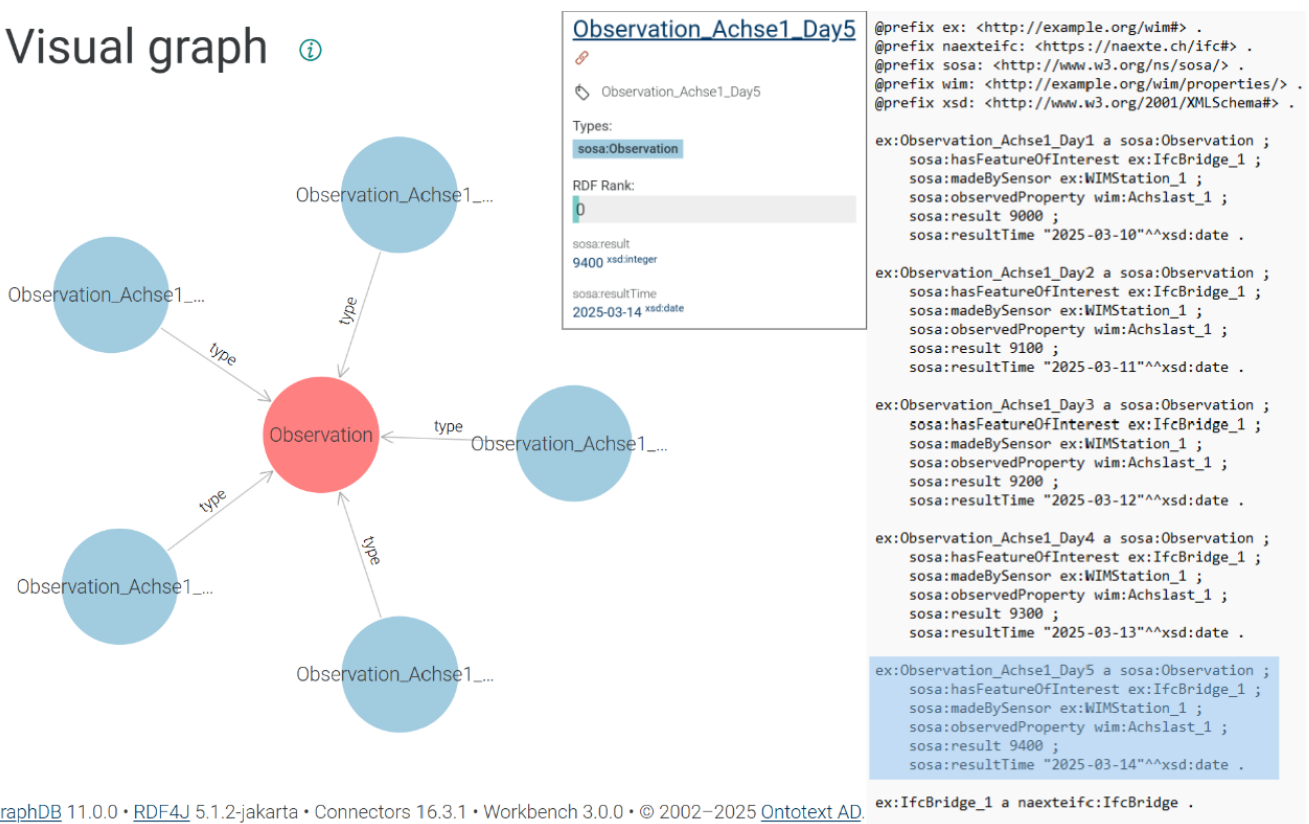 Visual graph
Observation_Achse1_...
Observation_Achse1_...
type
type
Observation
type
Observation_Achse1_...
type
type
Observation_Achse1_...
Observation_Achse1_...
raphDB 11.0.0 • RDF4J 5.1.2-jakarta • Connectors 16.3.1 • Workbench 3.0.0 • © 2002–2025 Ontotext AD.
Observation_Achse1_Day5
Observation_Achse1_Day5
Types:
sosa:Observation
RDF Rank:
0
sosa:result
9400 xsd:integer
sosa:resultTime
2025-03-14 xsd:date
@prefix ex: <http://example.org/wim#> .
@prefix naexteifc: <https://naexte.ch/ifc#> .
@prefix sosa: <http://www.w3.org/ns/sosa/> .
@prefix wim: <http://example.org/wim/properties/> .
@prefix xsd: <http://www.w3.org/2001/XMLSchema#> .
ex:Observation_Achse1_Day1 a sosa:Observation ;
sosa:hasFeatureOfInterest ex:IfcBridge_1 ;
sosa:madeBySensor ex:WIMStation_1 ;
sosa:observedProperty wim:Achslast_1 ;
sosa:result 9000 ;
sosa:resultTime "2025-03-10"^^xsd:date .
ex:Observation_Achse1_Day2 a sosa:Observation ;
sosa:hasFeatureOfInterest ex:IfcBridge_1 ;
sosa:madeBySensor ex:WIMStation_1 ;
sosa:observedProperty wim:Achslast_1 ;
sosa:result 9100 ;
sosa:resultTime "2025-03-11"^^xsd:date .
ex:Observation_Achse1_Day3 a sosa:Observation ;
sosa:hasFeatureOfInterest ex:IfcBridge_1 ;
sosa:madeBySensor ex:WIMStation_1 ;
sosa:observedProperty wim:Achslast_1 ;
sosa:result 9200 ;
sosa:resultTime "2025-03-12"^^xsd:date .
ex:Observation_Achse1_Day4 a sosa:Observation ;
sosa:hasFeatureOfInterest ex:IfcBridge_1 ;
sosa:madeBySensor ex:WIMStation_1 ;
sosa:observedProperty wim:Achslast_1 ;
sosa:result 9300 ;
sosa:resultTime "2025-03-13"^^xsd:date .
ex:Observation_Achse1_Day5 a sosa:Observation ;
sosa:hasFeatureOfInterest ex:IfcBridge_1 ;
sosa:madeBySensor ex:WIMStation_1 ;
sosa:observedProperty wim:Achslast_1 ;
sosa:result 9400 ;
sosa:resultTime "2025-03-14"^^xsd:date .
ex:IfcBridge_1 a naexteifc:IfcBridge .